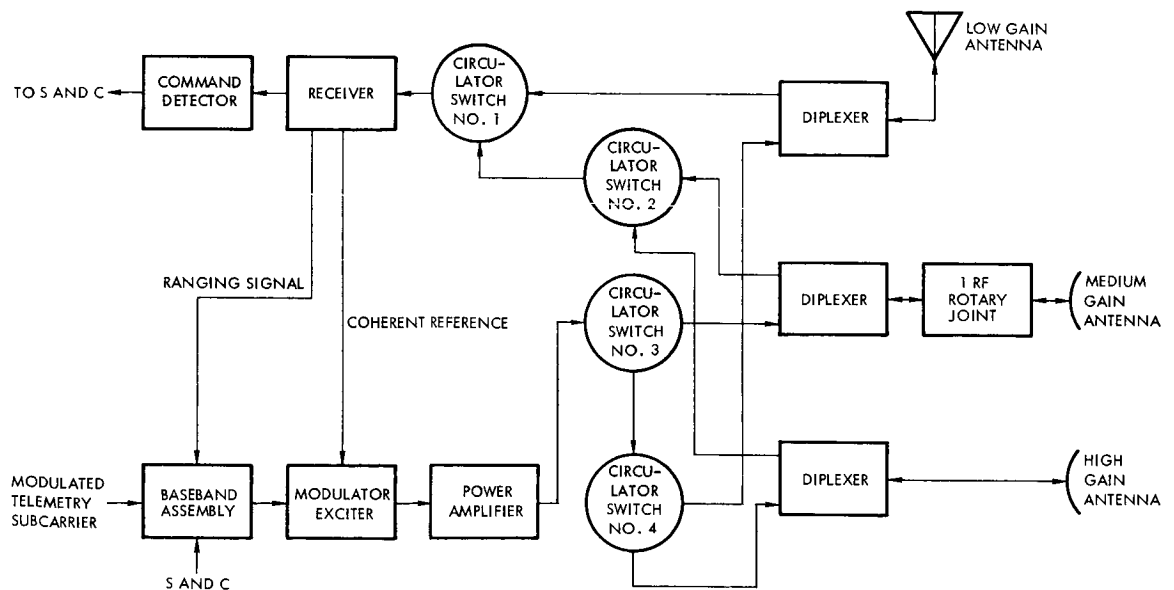 LOW GAIN
ANTENNA
TO S AND C
COMMAND
DETECTOR
RECEIVER
CIRCU-
LATOR
SWITCH
NO. 1
DIPLEXER
CIRCU-
LATOR
SWITCH
NO. 2
RANGING SIGNAL
COHERENT REFERENCE
CIRCU-
LATOR
SWITCH
NO. 3
DIPLEXER
1 RF
ROTARY
JOINT
MEDIUM
GAIN
ANTENNA
MODULATED
TELEMETRY
SUBCARRIER
BASEBAND
ASSEMBLY
MODULATOR
EXCITER
POWER
AMPLIFIER
CIRCU-
LATOR
SWITCH
NO. 4
DIPLEXER
HIGH
GAIN
ANTENNA
S AND C